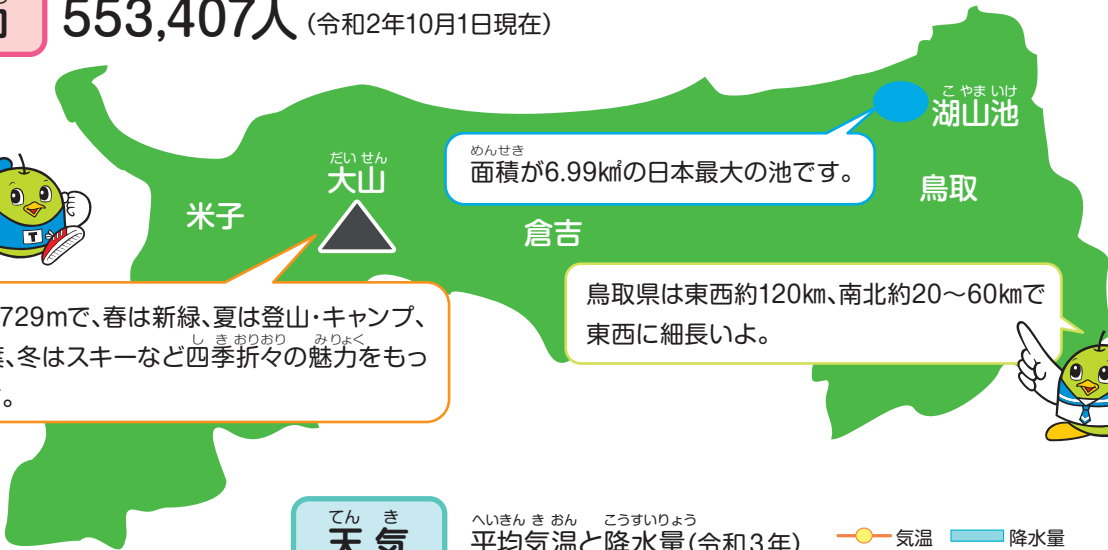 553,407人(令和2年10月1日現在)
こやまいけ
湖山池
めんせき
面積が6.99㎢の日本最大の池です。
だいせん
大山
鳥取
米子
倉吉
鳥取県は東西約120㎞、南北約20〜60㎞で
東西に細長いよ。
729mで、春は新緑、夏は登山・キャンプ、
しきおりおり みりょく
、冬はスキーなど四季折々の魅力をもっ
。
T
てんき
天気
へいきんきおん こうすいりょう
平均気温と降水量(令和3年)
気温 降水量